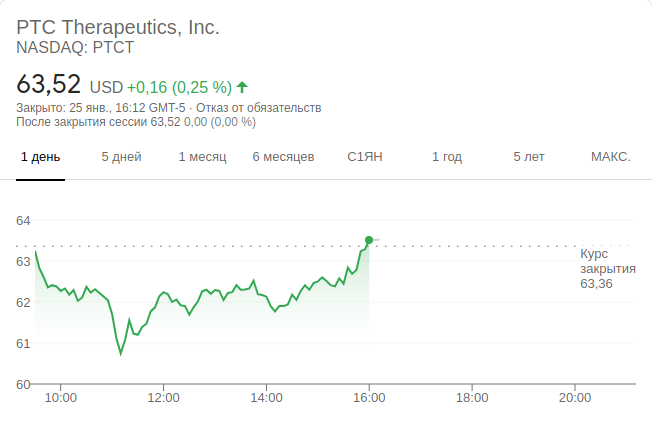 PTC Therapeutics, Inc.
NASDAQ: PTCT
63,52 USD +0,16 (0,25 %)
Закрыто: 25 янв., 16:12 GMT-5 · Отказ от обязательств
После закрытия сессии 63,52 0,00 (0,00 %)
1 день 5 дней 1 месяц 6 месяцев С1ЯН 1 год 5 лет МАКС.
64
63
62
61
60
Курс
закрытия
63,36
10:00 12:00 14:00 16:00 18:00 20:00